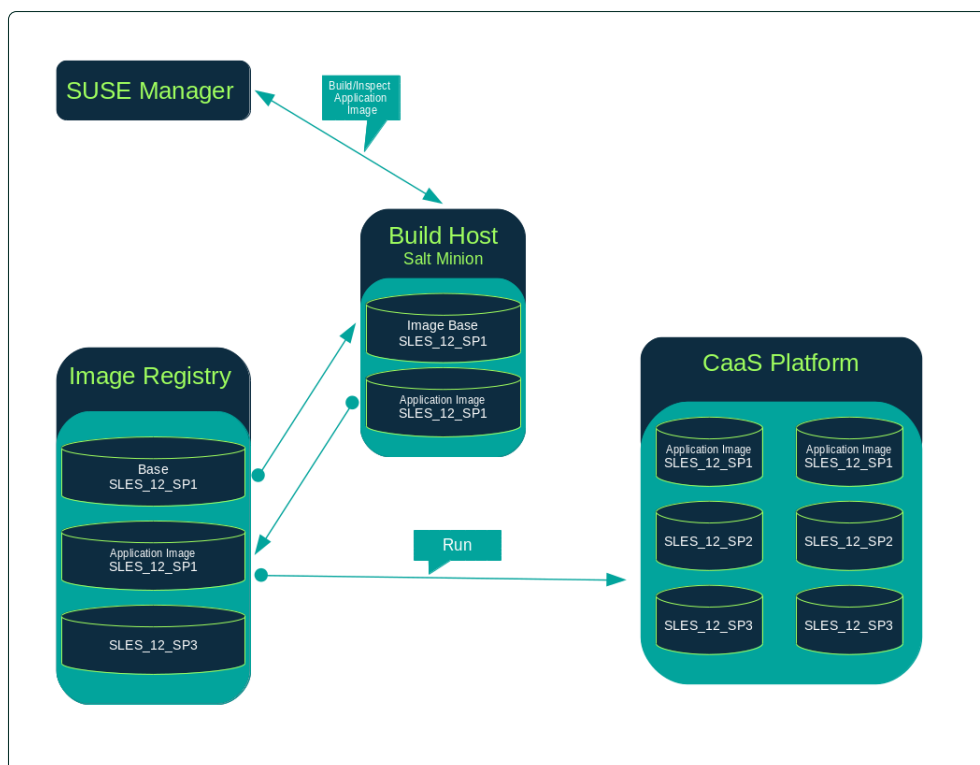 SUSE Manager
Build/Inspect
Application
Image
Build Host
Salt Minion
Image Base
SLES_12_SP1
Application Image
SLES_12_SP1
Image Registry
Base
SLES_12_SP1
Application Image
SLES_12_SP1
SLES_12_SP3
Run
CaaS Platform
Application Image
SLES_12_SP1
Application Image
SLES_12_SP1
SLES_12_SP2
SLES_12_SP2
SLES_12_SP3
SLES_12_SP3